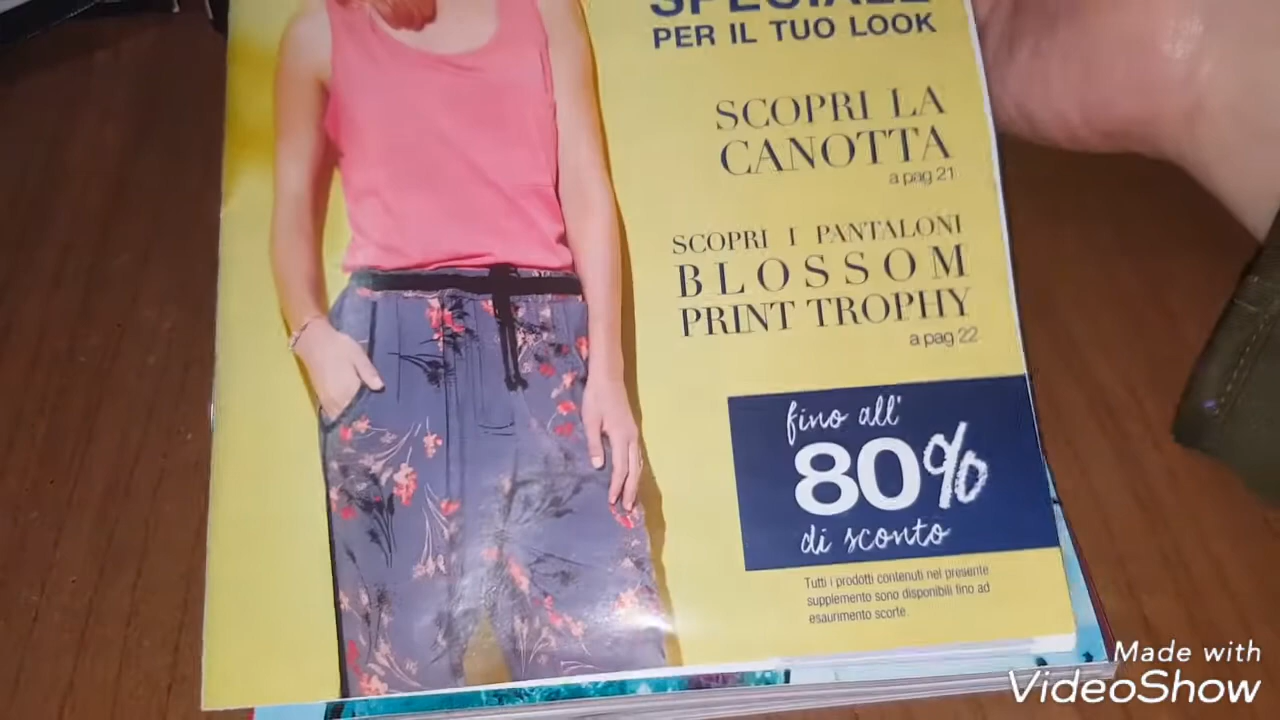 SPECIALE
PER IL TUO LOOK
SCOPRI LA
CANOTTA
a pag 21
SCOPRI I PANTALONI
BLOSSOM
PRINT TROPHY
a pag 22
fino all'
80%
di sconto
Tutti i prodotti contenuti nel presente
supplemento sono disponibili fino ad
esaurimento scorte.
Made with
VideoShow